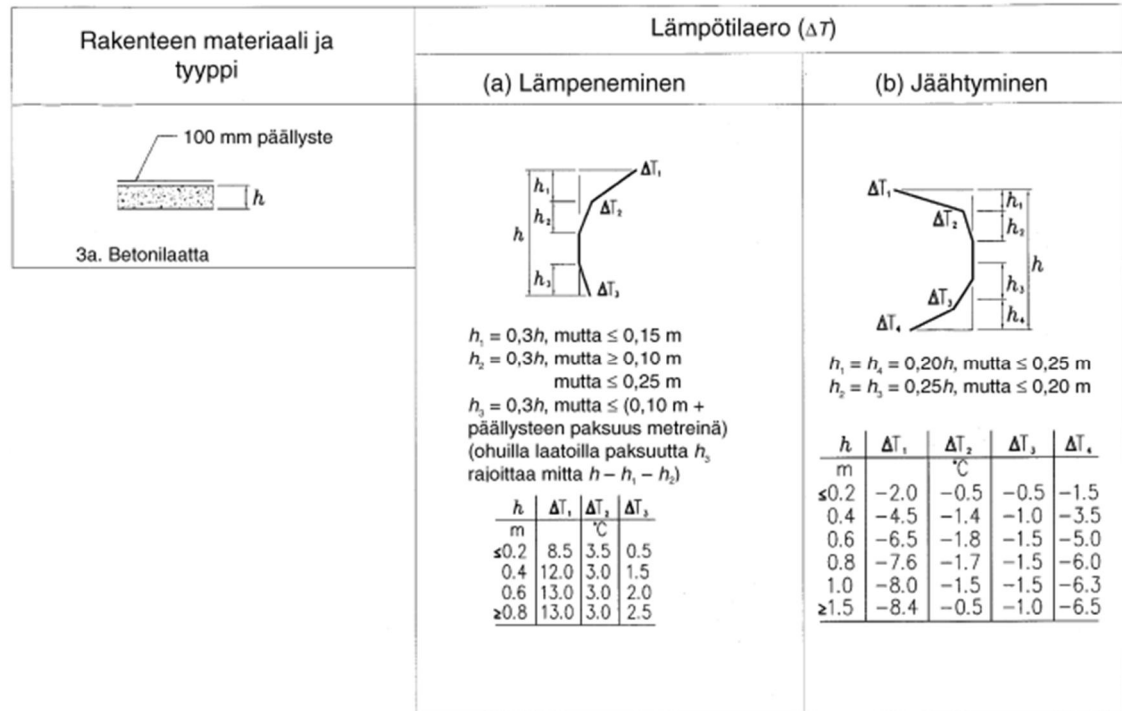 Rakenteen materiaali ja
tyyppi
Lämpötilaero (ΔT)
(a) Lämpeneminen
(b) Jäähtyminen
100 mm päällyste
h
3a. Betonilaatta
ΔT₁
h₁
ΔT₂
h₂
h
h₃
ΔT₃
h₁ = 0,3h, mutta ≤ 0,15 m
h₂ = 0,3h, mutta ≥ 0,10 m
mutta ≤ 0,25 m
h₃ = 0,3h, mutta ≤ (0,10 m +
päällysteen paksuus metreinä)
(ohuilla laatoilla paksuutta h₃
rajoittaa mitta h – h₁ – h₂)
h ΔT₁ ΔT₂ ΔT₃
m °C
≤0.2 8.5 3.5 0.5
0.4 12.0 3.0 1.5
0.6 13.0 3.0 2.0
≥0.8 13.0 3.0 2.5
ΔT₁
h₁
ΔT₂
h₂
h
h₃
ΔT₃
h₄
ΔT₄
h₁ = h₄ = 0,20h, mutta ≤ 0,25 m
h₂ = h₃ = 0,25h, mutta ≤ 0,20 m
h ΔT₁ ΔT₂ ΔT₃ ΔT₄
m °C
≤0.2 −2.0 −0.5 −0.5 −1.5
0.4 −4.5 −1.4 −1.0 −3.5
0.6 −6.5 −1.8 −1.5 −5.0
0.8 −7.6 −1.7 −1.5 −6.0
1.0 −8.0 −1.5 −1.5 −6.3
≥1.5 −8.4 −0.5 −1.0 −6.5